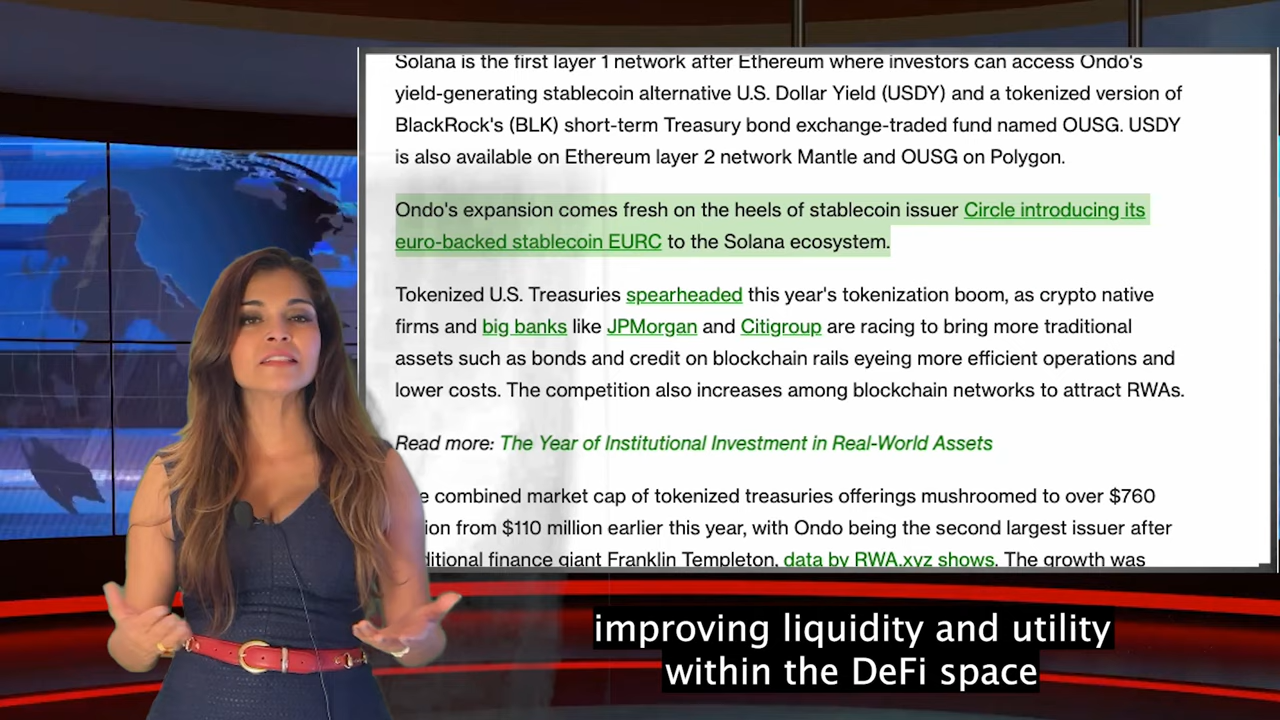 Solana is the first layer 1 network after Ethereum where investors can access Ondo's
yield-generating stablecoin alternative U.S. Dollar Yield (USDY) and a tokenized version of
BlackRock's (BLK) short-term Treasury bond exchange-traded fund named OUSG. USDY
is also available on Ethereum layer 2 network Mantle and OUSG on Polygon.
Ondo's expansion comes fresh on the heels of stablecoin issuer Circle introducing its
euro-backed stablecoin EURC to the Solana ecosystem.
Tokenized U.S. Treasuries spearheaded this year's tokenization boom, as crypto native
firms and big banks like JPMorgan and Citigroup are racing to bring more traditional
assets such as bonds and credit on blockchain rails eyeing more efficient operations and
lower costs. The competition also increases among blockchain networks to attract RWAs.
Read more: The Year of Institutional Investment in Real-World Assets
combined market cap of tokenized treasuries offerings mushroomed to over $760
from $110 million earlier this year, with Ondo being the second largest issuer after
finance giant Franklin Templeton, data by RWA.xyz shows. The growth was
improving liquidity and utility
within the DeFi space